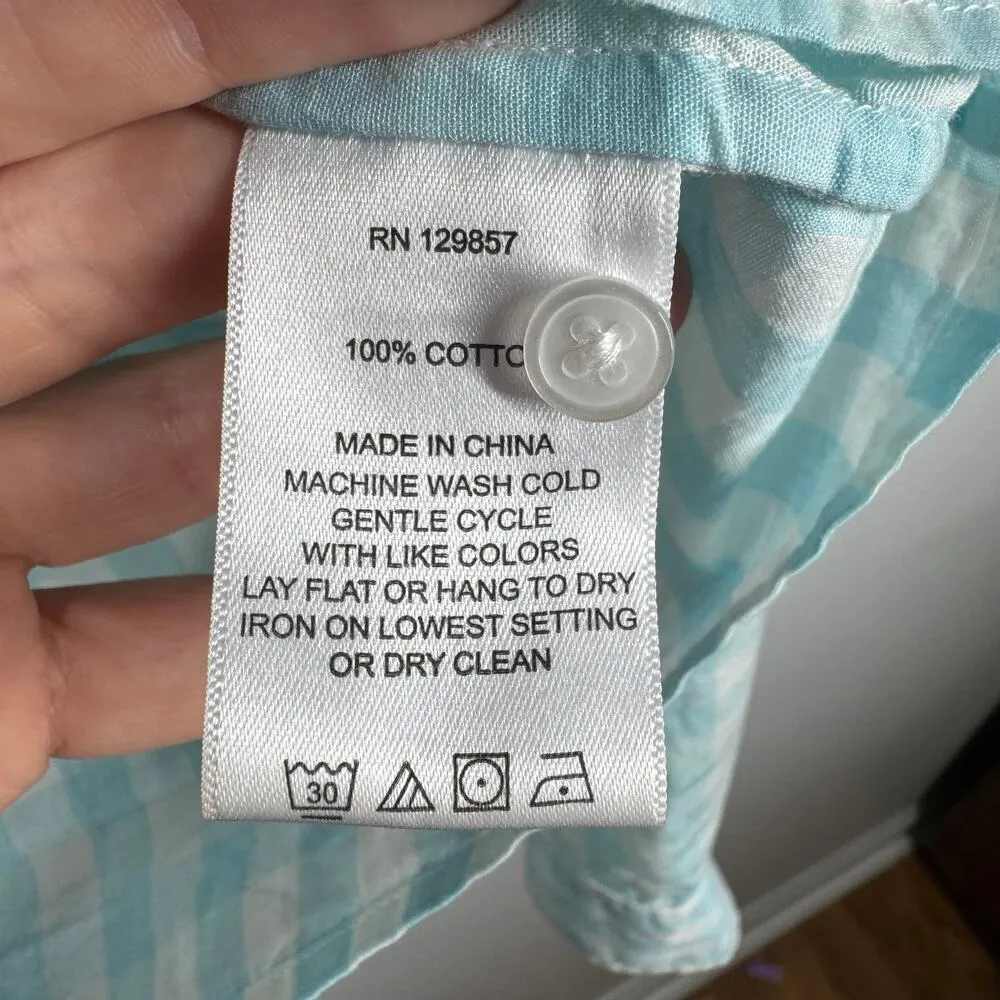 RN 129857
100% COTTO
MADE IN CHINA
MACHINE WASH COLD
GENTLE CYCLE
WITH LIKE COLORS
LAY FLAT OR HANG TO DRY
IRON ON LOWEST SETTING
OR DRY CLEAN
30